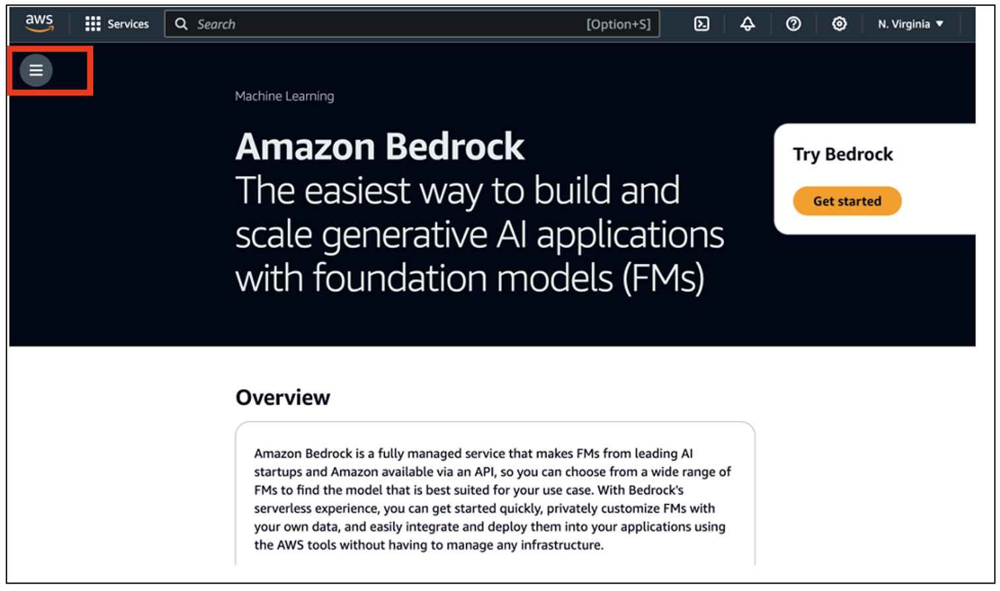 aws
Services
Search
[Option+S]
N. Virginia
Machine Learning
Amazon Bedrock
The easiest way to build and
scale generative AI applications
with foundation models (FMs)
Try Bedrock
Get started
Overview
Amazon Bedrock is a fully managed service that makes FMs from leading AI
startups and Amazon available via an API, so you can choose from a wide range of
FMs to find the model that is best suited for your use case. With Bedrock's
serverless experience, you can get started quickly, privately customize FMs with
your own data, and easily integrate and deploy them into your applications using
the AWS tools without having to manage any infrastructure.